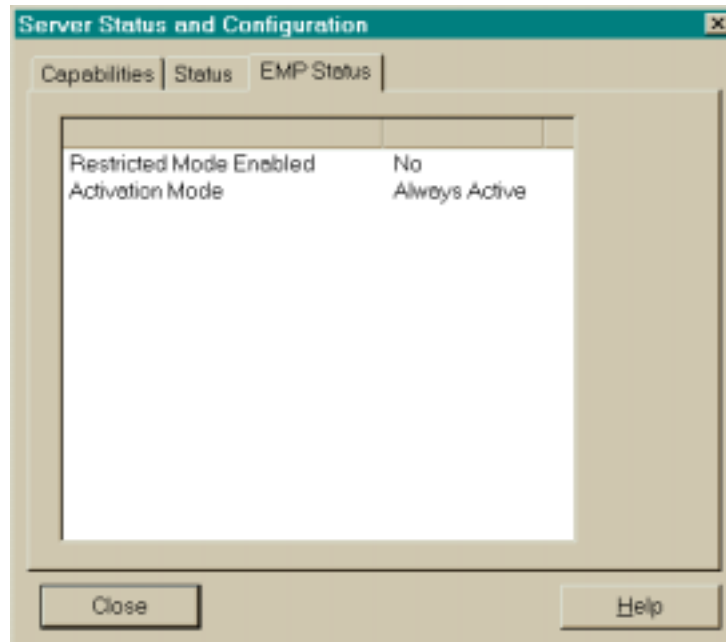 Server Status and Configuration
Capabilities Status EMP Status
Restricted Mode Enabled No
Activation Mode Always Active
Close Help